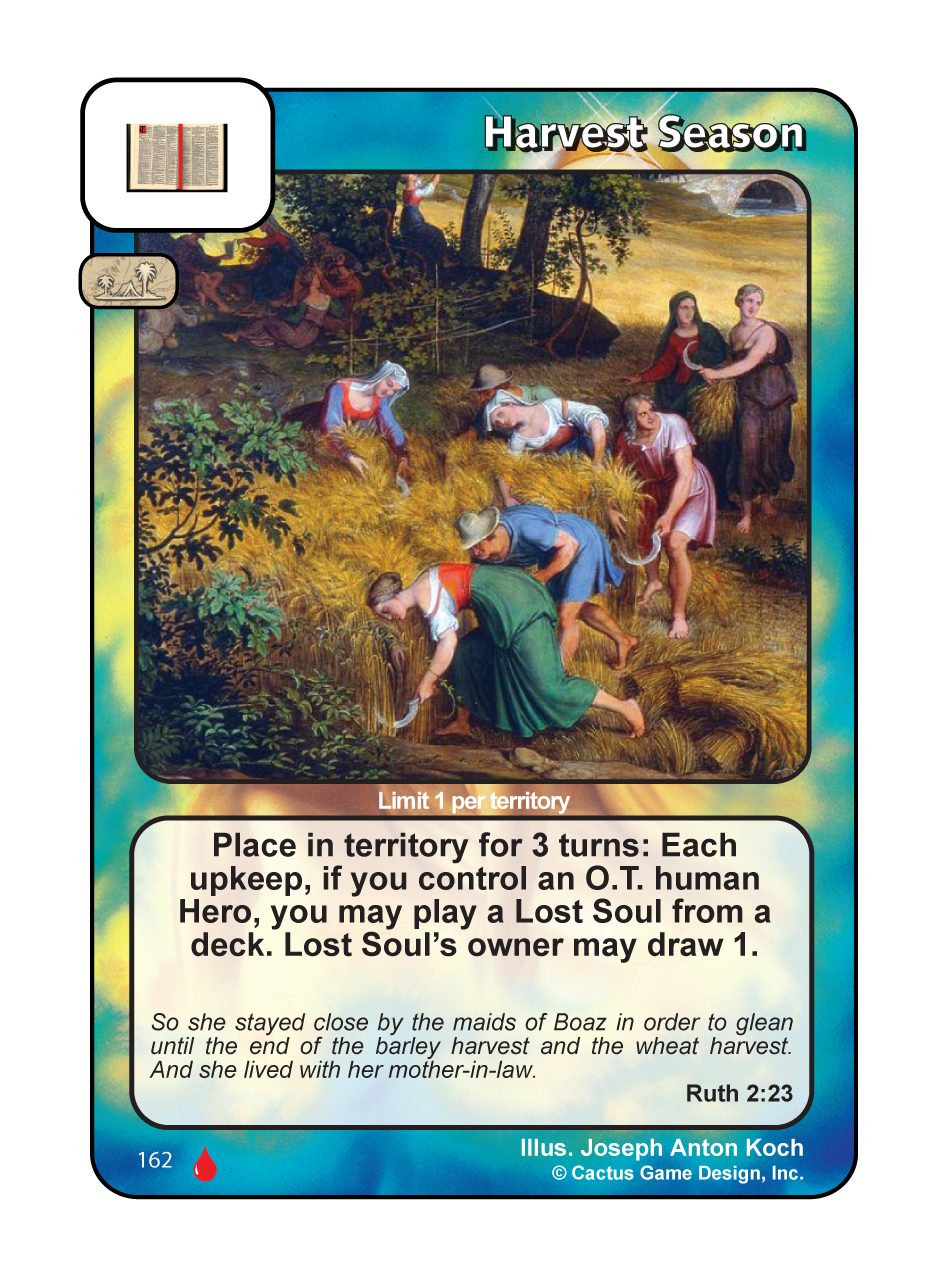 Harvest Season
Limit 1 per territory
Place in territory for 3 turns: Each
upkeep, if you control an O.T. human
Hero, you may play a Lost Soul from a
deck. Lost Soul's owner may draw 1.
So she stayed close by the maids of Boaz in order to glean
until the end of the barley harvest and the wheat harvest.
And she lived with her mother-in-law.
Ruth 2:23
162
Illus. Joseph Anton Koch
© Cactus Game Design, Inc.